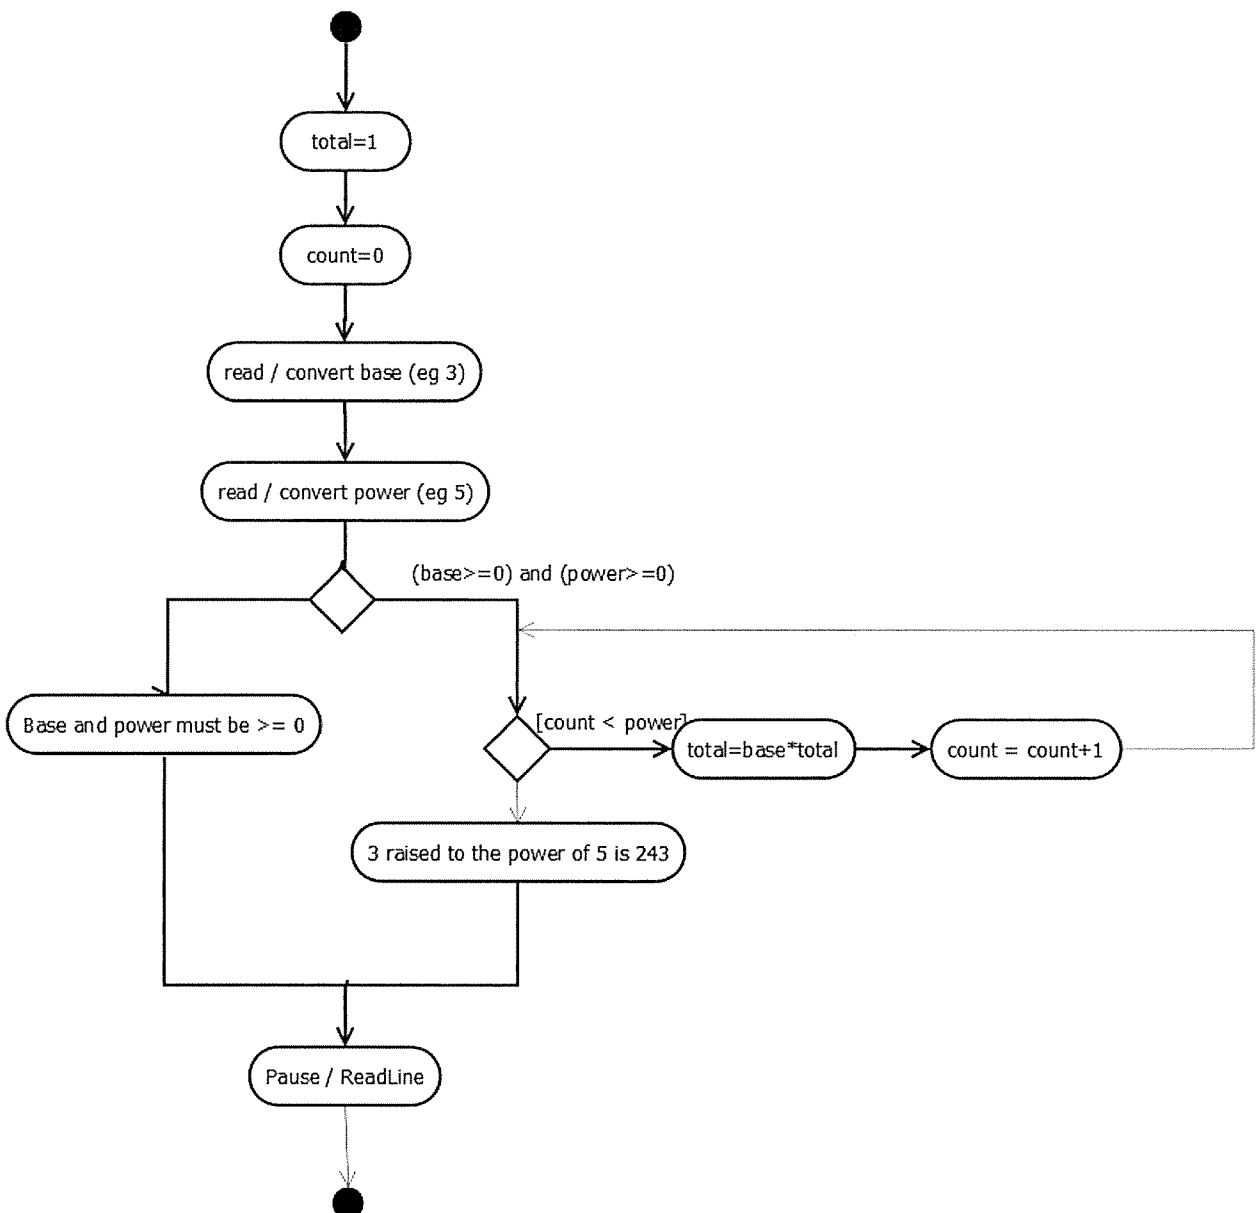 total=1
count=0
read / convert base (eg 3)
read / convert power (eg 5)
(base>=0) and (power>=0)
Base and power must be >= 0
[count < power]
total=base*total
count = count+1
3 raised to the power of 5 is 243
Pause / ReadLine